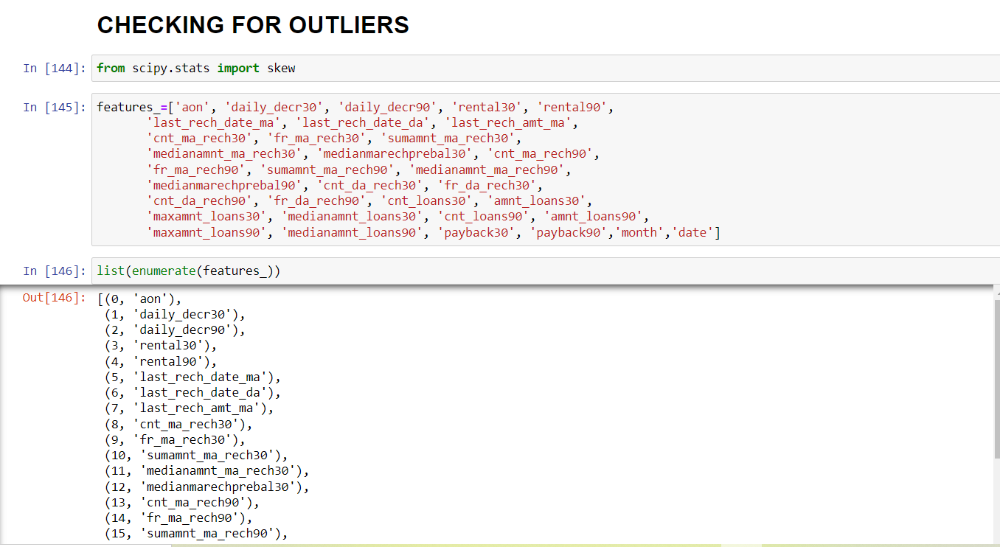 CHECKING FOR OUTLIERS
In [144]: from scipy.stats import skew
In [145]: features_=['aon', 'daily_decr30', 'daily_decr90', 'rental30', 'rental90',
'last_rech_date_ma', 'last_rech_date_da', 'last_rech_amt_ma',
'cnt_ma_rech30', 'fr_ma_rech30', 'sumamnt_ma_rech30',
'medianamnt_ma_rech30', 'medianmarechprebal30', 'cnt_ma_rech90',
'fr_ma_rech90', 'sumamnt_ma_rech90', 'medianamnt_ma_rech90',
'medianmarechprebal90', 'cnt_da_rech30', 'fr_da_rech30',
'cnt_da_rech90', 'fr_da_rech90', 'cnt_loans30', 'amnt_loans30',
'maxamnt_loans30', 'medianamnt_loans30', 'cnt_loans90', 'amnt_loans90',
'maxamnt_loans90', 'medianamnt_loans90', 'payback30', 'payback90','month','date']
In [146]: list(enumerate(features_))
Out[146]: [(0, 'aon'),
(1, 'daily_decr30'),
(2, 'daily_decr90'),
(3, 'rental30'),
(4, 'rental90'),
(5, 'last_rech_date_ma'),
(6, 'last_rech_date_da'),
(7, 'last_rech_amt_ma'),
(8, 'cnt_ma_rech30'),
(9, 'fr_ma_rech30'),
(10, 'sumamnt_ma_rech30'),
(11, 'medianamnt_ma_rech30'),
(12, 'medianmarechprebal30'),
(13, 'cnt_ma_rech90'),
(14, 'fr_ma_rech90'),
(15, 'sumamnt_ma_rech90'),